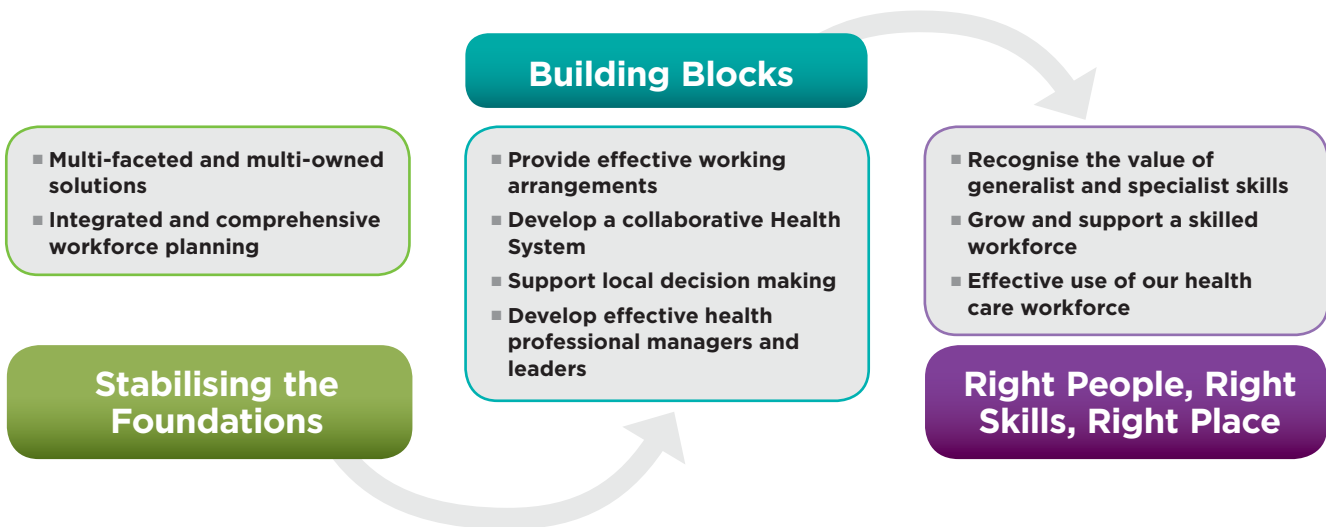 Building Blocks
■ Multi-faceted and multi-owned
solutions
■ Integrated and comprehensive
workforce planning
Stabilising the
Foundations
■ Provide effective working
arrangements
■ Develop a collaborative Health
System
■ Support local decision making
■ Develop effective health
professional managers and
leaders
■ Recognise the value of
generalist and specialist skills
■ Grow and support a skilled
workforce
■ Effective use of our health
care workforce
Right People, Right
Skills, Right Place